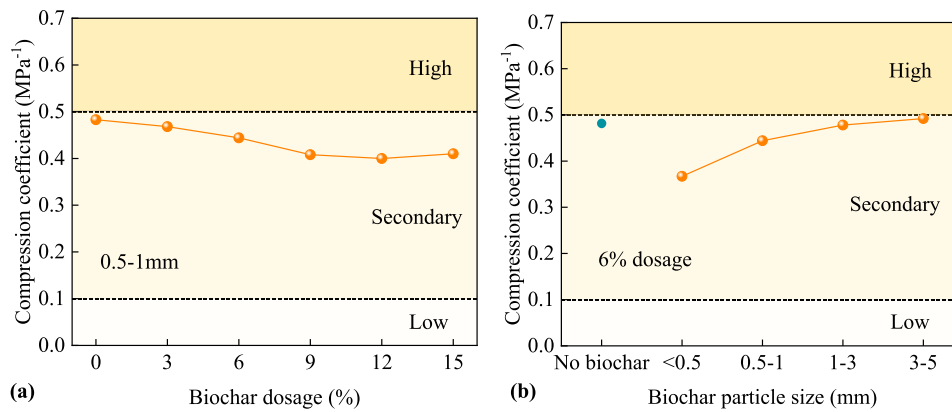 Compression coefficient (MPa⁻¹)
0.7
0.6
0.5
0.4
0.3
0.2
0.1
0.0
High
Secondary
0.5-1mm
Low
0 3 6 9 12 15
(a) Biochar dosage (%)
Compression coefficient (MPa⁻¹)
0.7
0.6
0.5
0.4
0.3
0.2
0.1
0.0
High
Secondary
6% dosage
Low
No biochar <0.5 0.5-1 1-3 3-5
(b) Biochar particle size (mm)